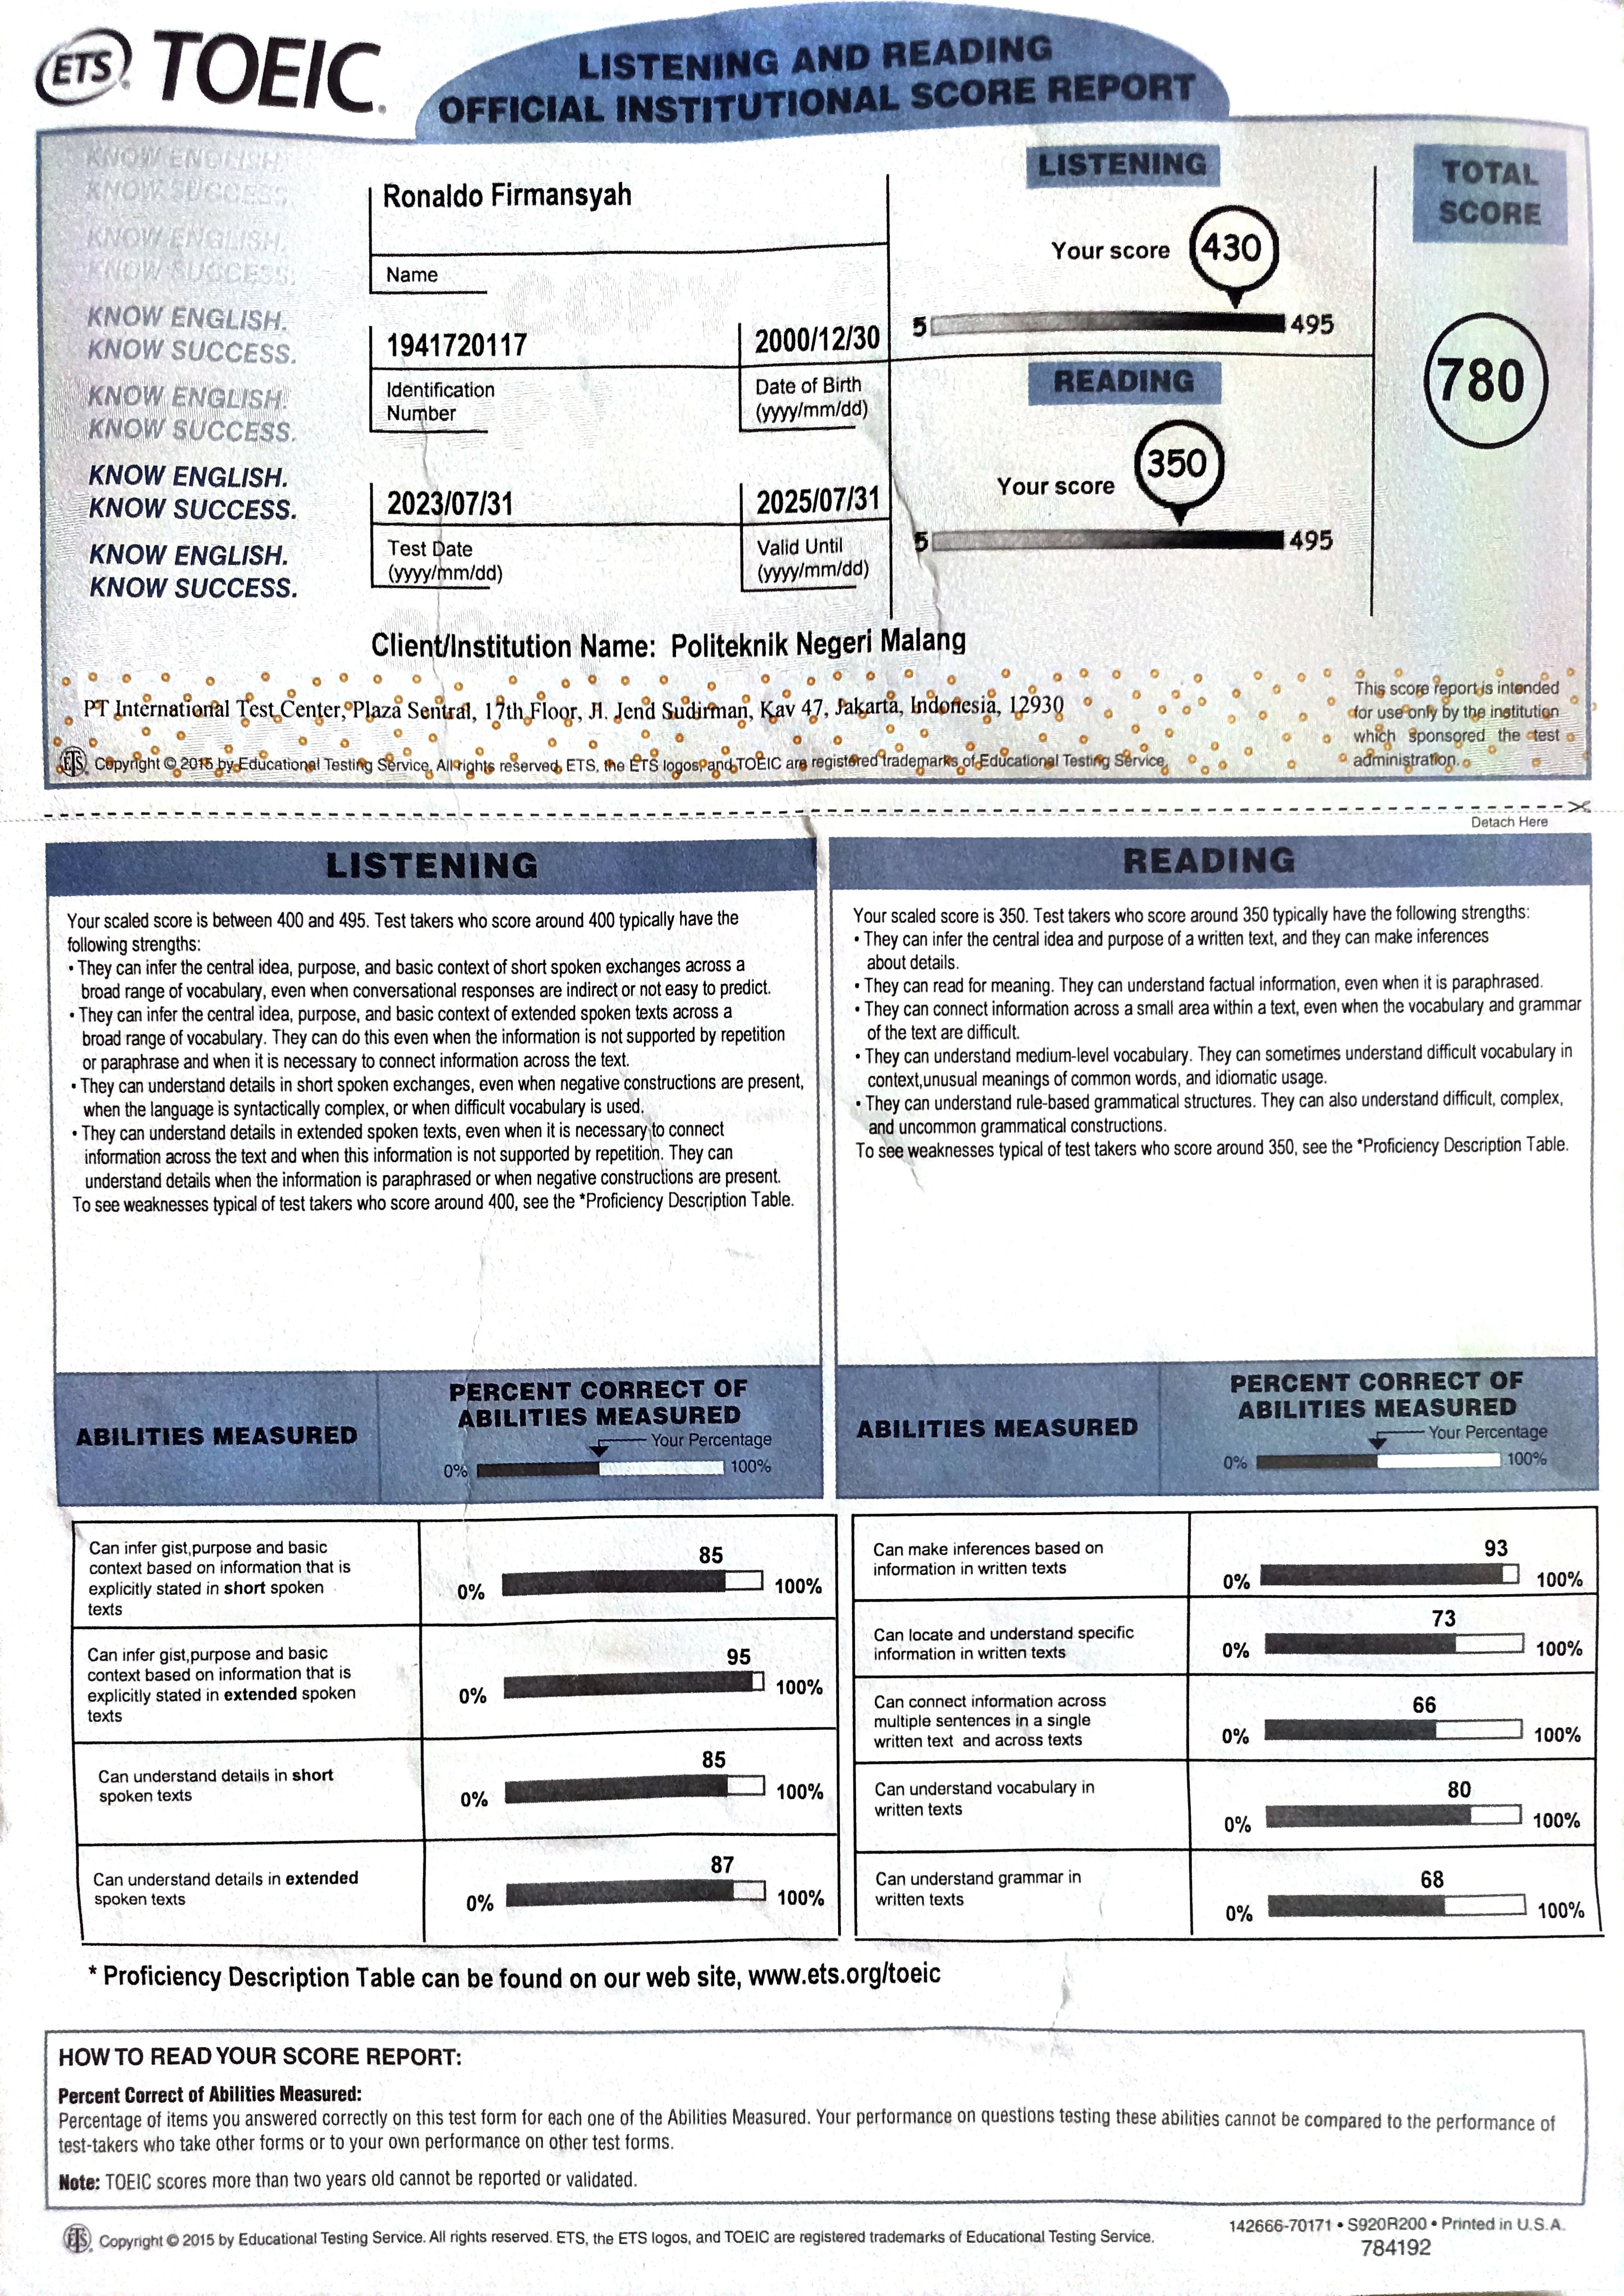 ETS TOEIC®
LISTENING AND READING
OFFICIAL INSTITUTIONAL SCORE REPORT
KNOW ENGLISH.
KNOW SUCCESS.
KNOW ENGLISH.
KNOW SUCCESS.
KNOW ENGLISH.
KNOW SUCCESS.
KNOW ENGLISH.
KNOW SUCCESS.
KNOW ENGLISH.
KNOW SUCCESS.
KNOW ENGLISH.
KNOW SUCCESS.
Ronaldo Firmansyah
Name
COPY
1941720117
Identification
Number
2000/12/30
Date of Birth
(yyyy/mm/dd)
2023/07/31
Test Date
(yyyy/mm/dd)
2025/07/31
Valid Until
(yyyy/mm/dd)
LISTENING
Your score 430
5 495
READING
Your score 350
5 495
TOTAL
SCORE
780
Client/Institution Name: Politeknik Negeri Malang
PT International Test Center, Plaza Sentral, 17th Floor, Jl. Jend Sudirman, Kav 47, Jakarta, Indonesia, 12930
This score report is intended
for use only by the institution
which sponsored the test
administration.
ETS® Copyright © 2015 by Educational Testing Service. All rights reserved. ETS, the ETS logos, and TOEIC are registered trademarks of Educational Testing Service.
Detach Here
LISTENING
Your scaled score is between 400 and 495. Test takers who score around 400 typically have the
following strengths:
• They can infer the central idea, purpose, and basic context of short spoken exchanges across a
broad range of vocabulary, even when conversational responses are indirect or not easy to predict.
• They can infer the central idea, purpose, and basic context of extended spoken texts across a
broad range of vocabulary. They can do this even when the information is not supported by repetition
or paraphrase and when it is necessary to connect information across the text.
• They can understand details in short spoken exchanges, even when negative constructions are present,
when the language is syntactically complex, or when difficult vocabulary is used.
• They can understand details in extended spoken texts, even when it is necessary to connect
information across the text and when this information is not supported by repetition. They can
understand details when the information is paraphrased or when negative constructions are present.
To see weaknesses typical of test takers who score around 400, see the *Proficiency Description Table.
READING
Your scaled score is 350. Test takers who score around 350 typically have the following strengths:
• They can infer the central idea and purpose of a written text, and they can make inferences
about details.
• They can read for meaning. They can understand factual information, even when it is paraphrased.
• They can connect information across a small area within a text, even when the vocabulary and grammar
of the text are difficult.
• They can understand medium-level vocabulary. They can sometimes understand difficult vocabulary in
context,unusual meanings of common words, and idiomatic usage.
• They can understand rule-based grammatical structures. They can also understand difficult, complex,
and uncommon grammatical constructions.
To see weaknesses typical of test takers who score around 350, see the *Proficiency Description Table.
ABILITIES MEASURED
PERCENT CORRECT OF
ABILITIES MEASURED
Your Percentage
0% 100%
Can infer gist,purpose and basic
context based on information that is
explicitly stated in short spoken
texts
85
0% 100%
Can infer gist,purpose and basic
context based on information that is
explicitly stated in extended spoken
texts
95
0% 100%
Can understand details in short
spoken texts
85
0% 100%
Can understand details in extended
spoken texts
87
0% 100%
ABILITIES MEASURED
PERCENT CORRECT OF
ABILITIES MEASURED
Your Percentage
0% 100%
Can make inferences based on
information in written texts
93
0% 100%
Can locate and understand specific
information in written texts
73
0% 100%
Can connect information across
multiple sentences in a single
written text and across texts
66
0% 100%
Can understand vocabulary in
written texts
80
0% 100%
Can understand grammar in
written texts
68
0% 100%
* Proficiency Description Table can be found on our web site, www.ets.org/toeic
HOW TO READ YOUR SCORE REPORT:
Percent Correct of Abilities Measured:
Percentage of items you answered correctly on this test form for each one of the Abilities Measured. Your performance on questions testing these abilities cannot be compared to the performance of
test-takers who take other forms or to your own performance on other test forms.
Note: TOEIC scores more than two years old cannot be reported or validated.
ETS® Copyright © 2015 by Educational Testing Service. All rights reserved. ETS, the ETS logos, and TOEIC are registered trademarks of Educational Testing Service.
142666-70171 • S920R200 • Printed in U.S.A.
784192